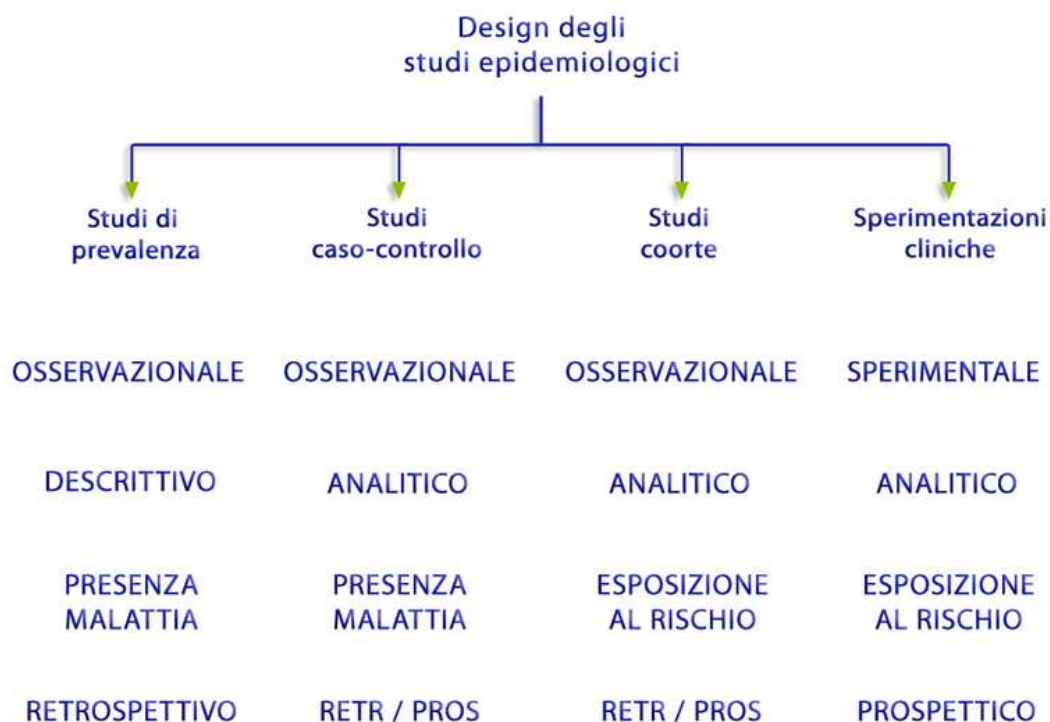 Design degli
studi epidemiologici
Studi di
prevalenza
Studi
caso-controllo
Studi
coorte
Sperimentazioni
cliniche
OSSERVAZIONALE OSSERVAZIONALE OSSERVAZIONALE SPERIMENTALE
DESCRITTIVO ANALITICO ANALITICO ANALITICO
PRESENZA
MALATTIA
PRESENZA
MALATTIA
ESPOSIZIONE
AL RISCHIO
ESPOSIZIONE
AL RISCHIO
RETROSPETTIVO RETR / PROS RETR / PROS PROSPETTICO